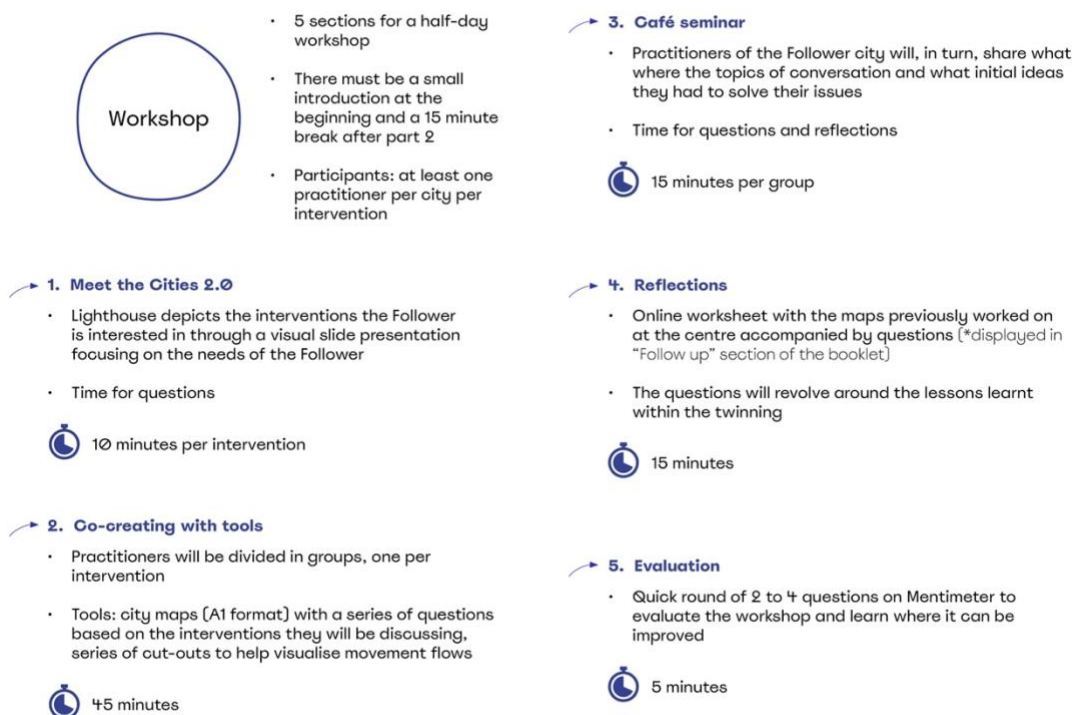 Workshop
· 5 sections for a half-day
workshop
· There must be a small
introduction at the
beginning and a 15 minute
break after part 2
· Participants: at least one
practitioner per city per
intervention
1. Meet the Cities 2.0
· Lighthouse depicts the interventions the Follower
is interested in through a visual slide presentation
focusing on the needs of the Follower
· Time for questions
10 minutes per intervention
2. Co-creating with tools
· Practitioners will be divided in groups, one per
intervention
· Tools: city maps (A1 format) with a series of questions
based on the interventions they will be discussing,
series of cut-outs to help visualise movement flows
45 minutes
3. Café seminar
· Practitioners of the Follower city will, in turn, share what
where the topics of conversation and what initial ideas
they had to solve their issues
· Time for questions and reflections
15 minutes per group
4. Reflections
· Online worksheet with the maps previously worked on
at the centre accompanied by questions (*displayed in
“Follow up” section of the booklet)
· The questions will revolve around the lessons learnt
within the twinning
15 minutes
5. Evaluation
· Quick round of 2 to 4 questions on Mentimeter to
evaluate the workshop and learn where it can be
improved
5 minutes